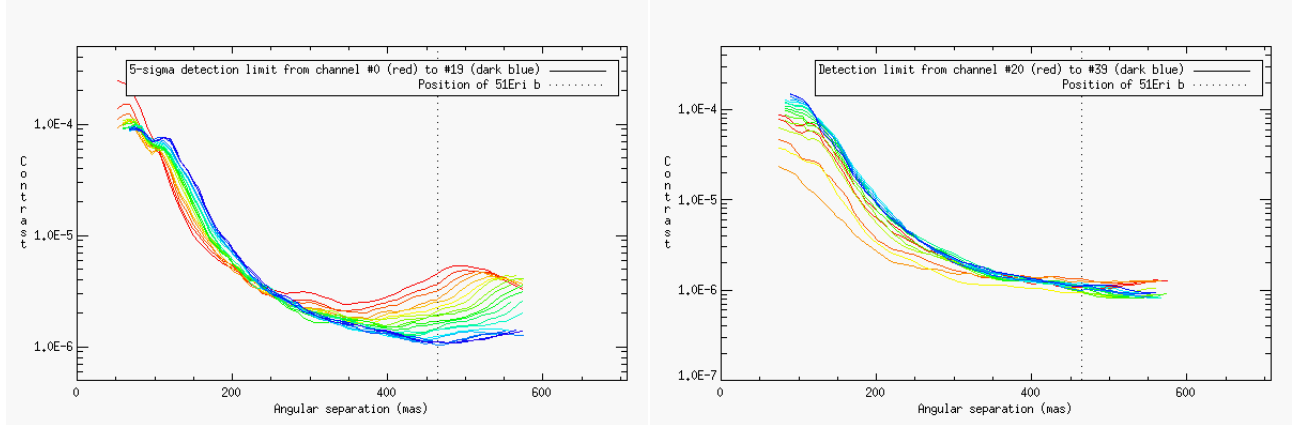 5-sigma detection limit from channel #0 (red) to #19 (dark blue)
Position of 51Eri b
1.0E-4
1.0E-5
1.0E-6
Contrast
0
200
400
600
Angular separation (mas)
Detection limit from channel #20 (red) to #39 (dark blue)
Position of 51Eri b
1.0E-4
1.0E-5
1.0E-6
1.0E-7
Contrast
0
200
400
600
Angular separation (mas)